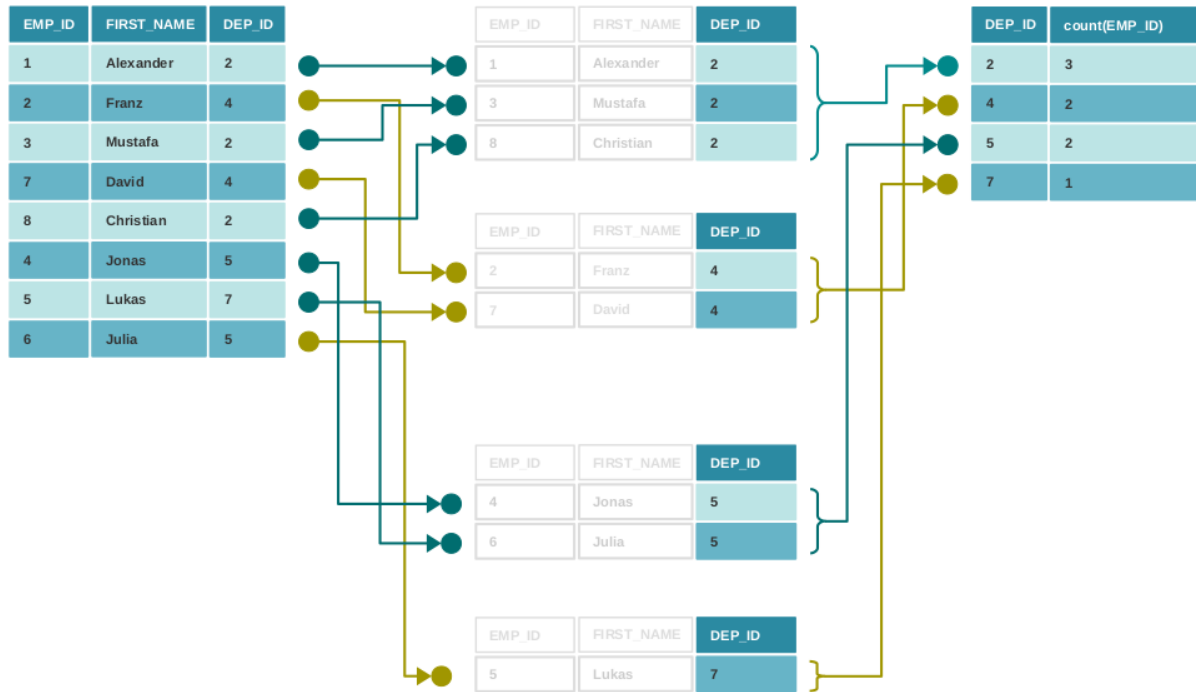 EMP_ID FIRST_NAME DEP_ID
1 Alexander 2
2 Franz 4
3 Mustafa 2
7 David 4
8 Christian 2
4 Jonas 5
5 Lukas 7
6 Julia 5
EMP_ID FIRST_NAME DEP_ID
1 Alexander 2
3 Mustafa 2
8 Christian 2
EMP_ID FIRST_NAME DEP_ID
2 Franz 4
7 David 4
EMP_ID FIRST_NAME DEP_ID
4 Jonas 5
6 Julia 5
EMP_ID FIRST_NAME DEP_ID
5 Lukas 7
DEP_ID count(EMP_ID)
2 3
4 2
5 2
7 1